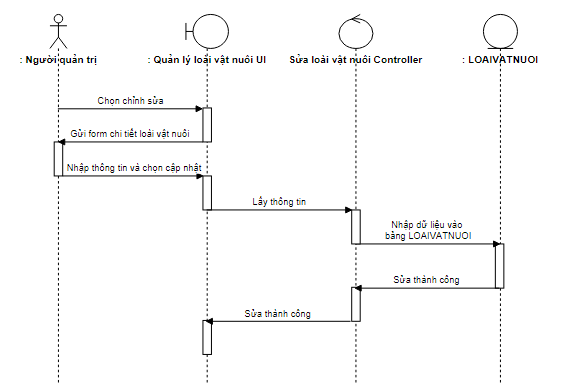 : Người quản trị
: Quản lý loài vật nuôi UI
Sửa loài vật nuôi Controller
: LOAIVATNUOI
Chọn chỉnh sửa
Gửi form chi tiết loài vật nuôi
Nhập thông tin và chọn cập nhật
Lấy thông tin
Nhập dữ liệu vào
bảng LOAIVATNUOI
Sửa thành công
Sửa thành công